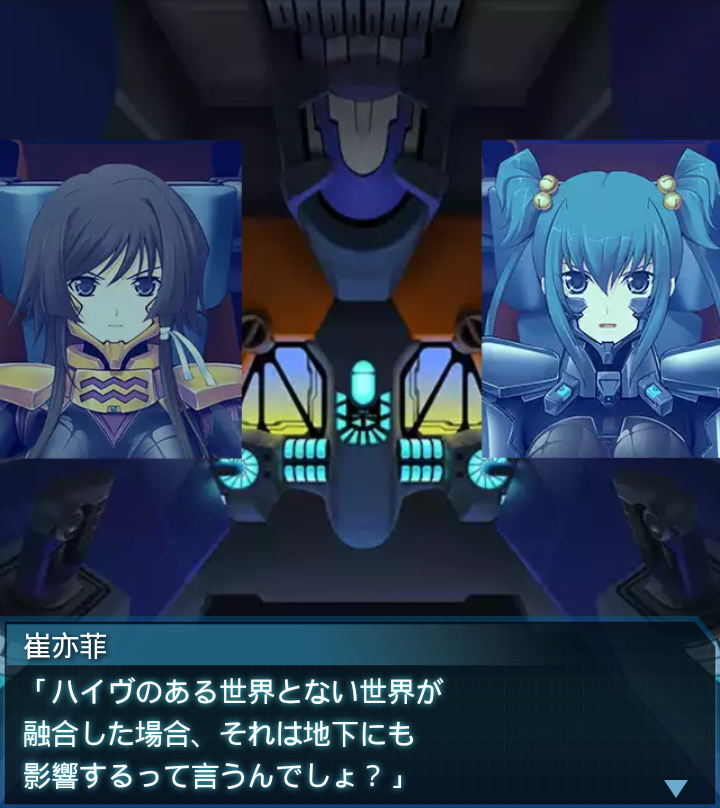 崔亦菲
「ハイヴのある世界とない世界が
融合した場合、それは地下にも
影響するって言うんでしょ？」